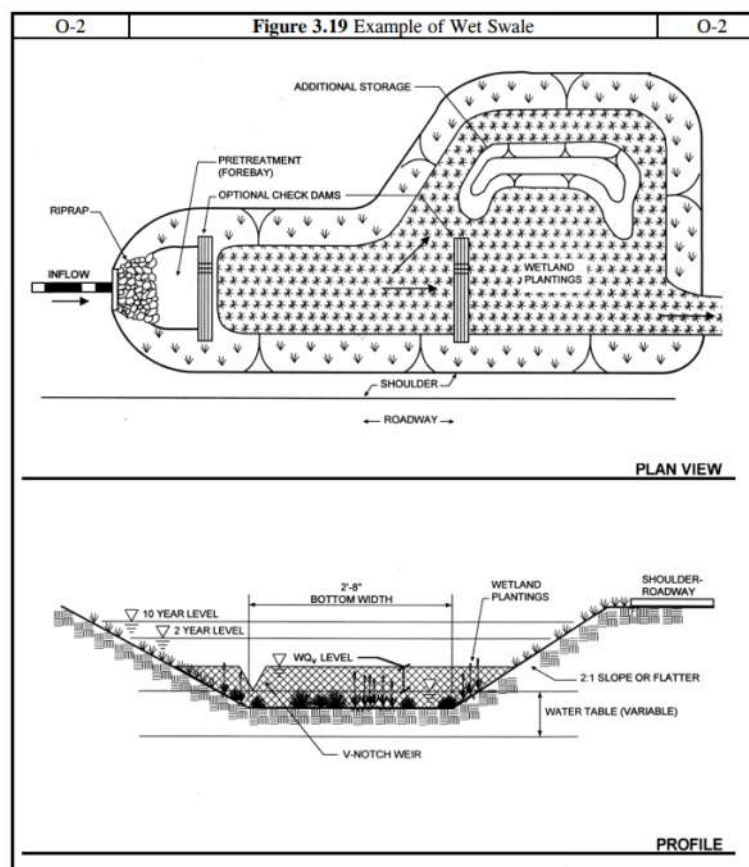 O-2 Figure 3.19 Example of Wet Swale O-2
ADDITIONAL STORAGE
PRETREATMENT
(FOREBAY)
OPTIONAL CHECK DAMS
RIPRAP
INFLOW
WETLAND
PLANTINGS
SHOULDER
ROADWAY
PLAN VIEW
2'-8"
BOTTOM WIDTH
WETLAND
PLANTINGS
SHOULDER-
ROADWAY
10 YEAR LEVEL
2 YEAR LEVEL
WQv LEVEL
2:1 SLOPE OR FLATTER
WATER TABLE (VARIABLE)
V-NOTCH WEIR
PROFILE